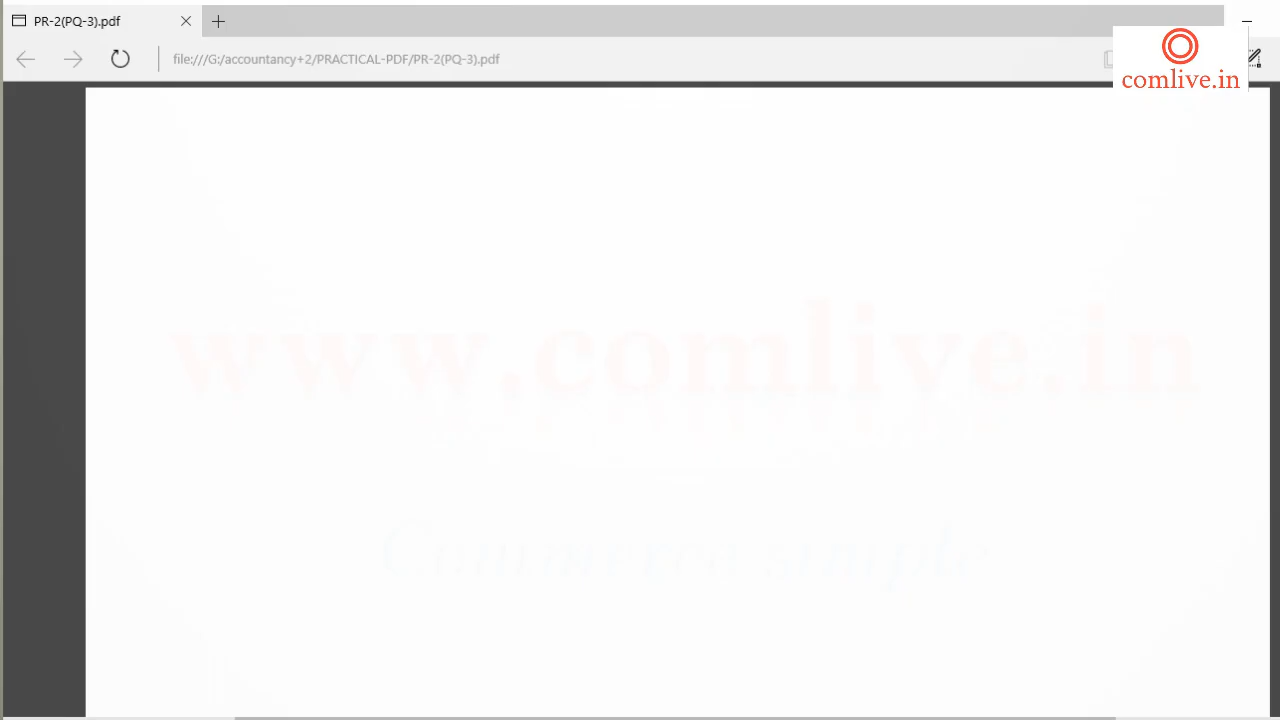 PR-2(PQ-3).pdf
file:///G:/accountancy+2/PRACTICAL-PDF/PR-2(PQ-3).pdf
comlive.in
www.comlive.in
Commerce simple